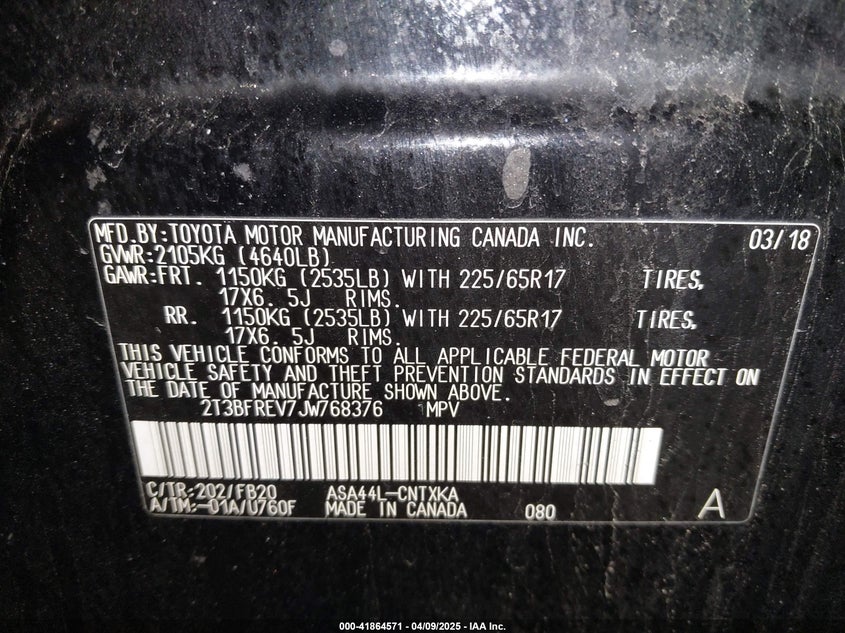 MFD.BY:TOYOTA MOTOR MANUFACTURING CANADA INC. 03/18
GVWR:2105KG (4640LB)
GAWR:FRT. 1150KG (2535LB) WITH 225/65R17 TIRES,
17X6. 5J RIMS.
RR. 1150KG (2535LB) WITH 225/65R17 TIRES,
17X6. 5J RIMS.
THIS VEHICLE CONFORMS TO ALL APPLICABLE FEDERAL MOTOR
VEHICLE SAFETY AND THEFT PREVENTION STANDARDS IN EFFECT ON
THE DATE OF MANUFACTURE SHOWN ABOVE.
2T3BFREV7JW768376 MPV
C/TR:202/FB20 ASA44L-CNTXKA
A/TM:-01A/U760F MADE IN CANADA 080 A
000-41864571 - 04/09/2025 - IAA Inc.